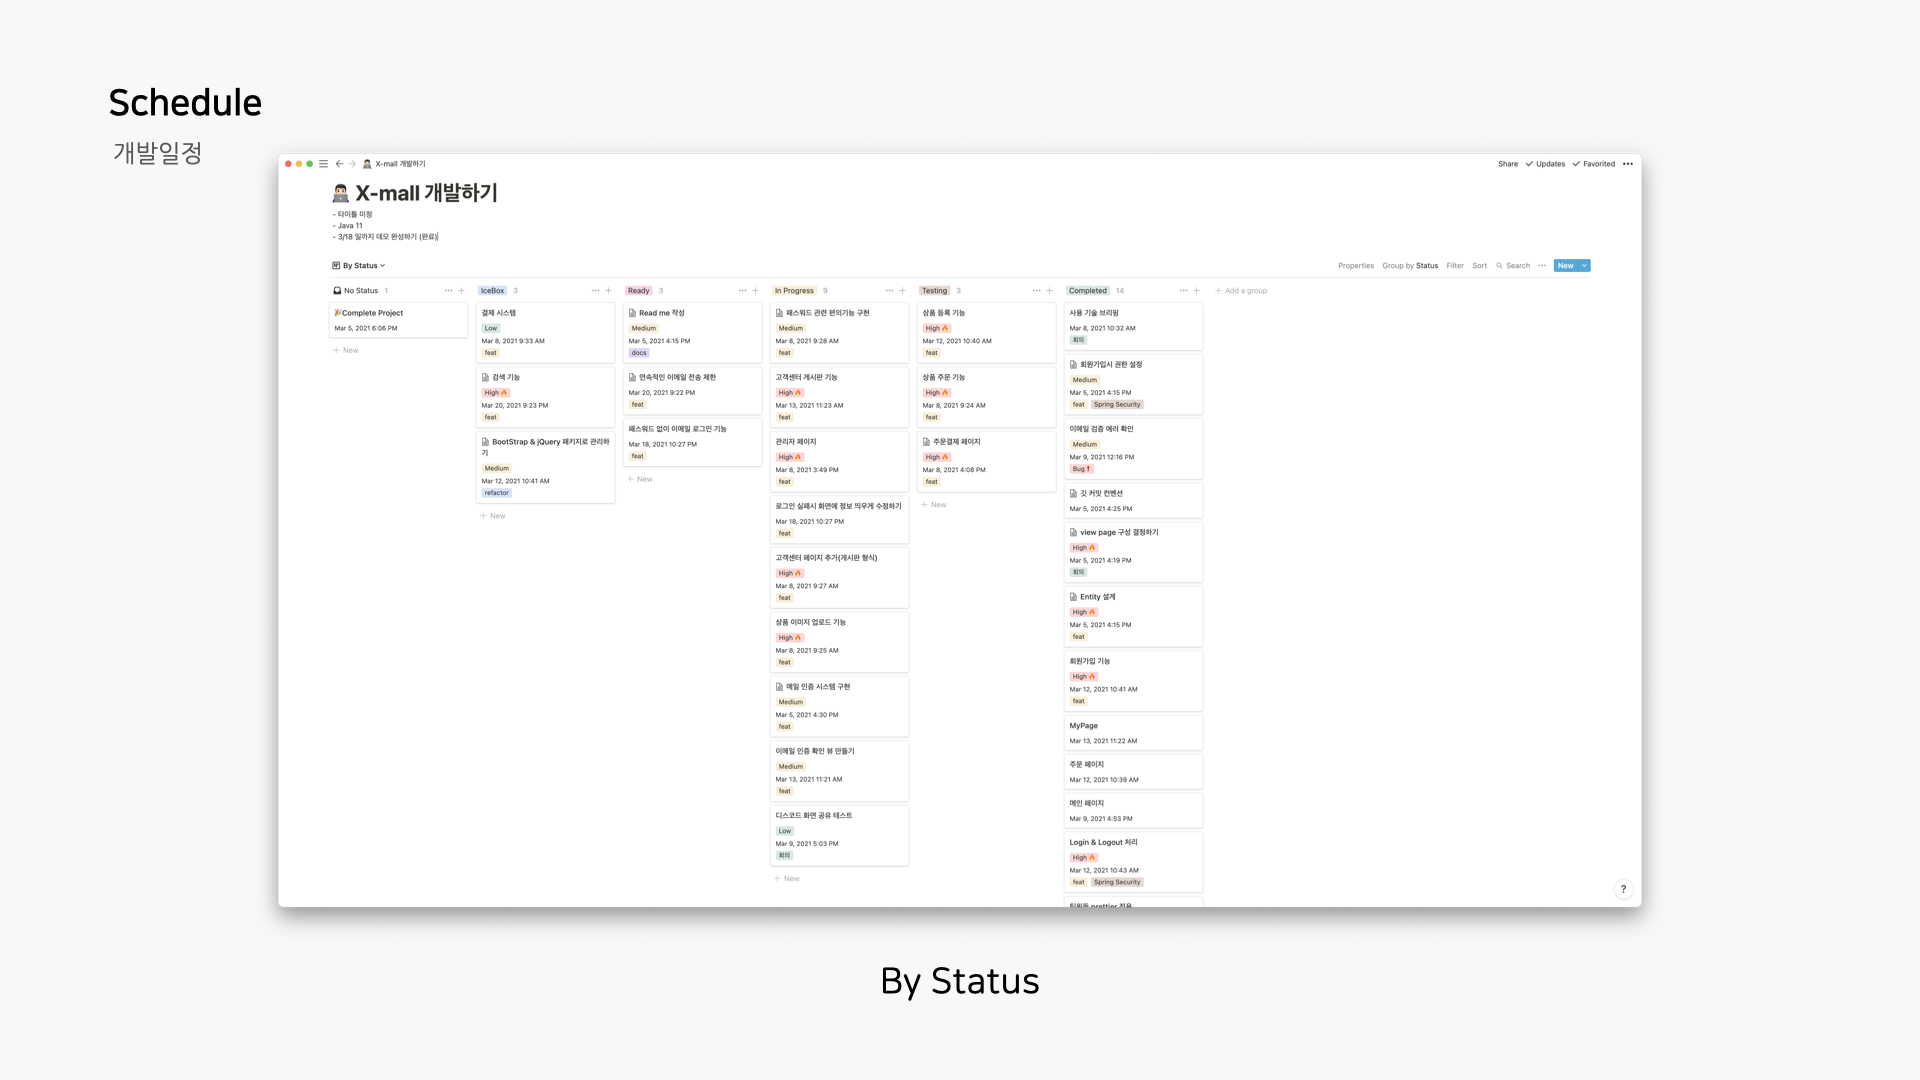 Schedule
개발일정
X-mall 개발하기
Share
Updates
Favorited
X-mall 개발하기
- 타이틀 미정
- Java 11
- 3/18 일까지 데모 완성하기 (완료)
By Status
Properties
Group by Status
Filter
Sort
Search
New
No Status 1
Complete Project
Mar 5, 2021 6:06 PM
+ New
IceBox 3
결제 시스템
Low
Mar 8, 2021 9:33 AM
feat
검색 기능
High
Mar 20, 2021 9:23 PM
feat
BootStrap & jQuery 패키지로 관리하
기
Medium
Mar 12, 2021 10:41 AM
refactor
+ New
Ready 3
Read me 작성
Medium
Mar 5, 2021 4:15 PM
docs
연속적인 이메일 전송 제한
Mar 20, 2021 9:22 PM
feat
패스워드 없이 이메일 로그인 기능
Mar 18, 2021 10:27 PM
feat
+ New
In Progress 9
패스워드 관련 편의기능 구현
Medium
Mar 8, 2021 9:28 AM
feat
고객센터 게시판 기능
High
Mar 13, 2021 11:23 AM
feat
관리자 페이지
High
Mar 8, 2021 3:49 PM
feat
로그인 실패시 화면에 정보 띄우게 수정하기
Mar 18, 2021 10:27 PM
feat
고객센터 페이지 추가(게시판 형식)
High
Mar 8, 2021 9:27 AM
feat
상품 이미지 업로드 기능
High
Mar 8, 2021 9:25 AM
feat
메일 인증 시스템 구현
Medium
Mar 5, 2021 4:30 PM
feat
이메일 인증 확인 뷰 만들기
Medium
Mar 13, 2021 11:21 AM
feat
디스코드 화면 공유 테스트
Low
Mar 9, 2021 5:03 PM
회의
+ New
Testing 3
상품 등록 기능
High
Mar 12, 2021 10:40 AM
feat
상품 주문 기능
High
Mar 8, 2021 9:24 AM
feat
주문결제 페이지
High
Mar 8, 2021 4:08 PM
feat
+ New
Completed 14
사용 기술 브리핑
Mar 8, 2021 10:32 AM
회의
회원가입시 권한 설정
Medium
Mar 5, 2021 4:15 PM
feat Spring Security
이메일 검증 에러 확인
Medium
Mar 9, 2021 12:16 PM
Bug❗
깃 커밋 컨벤션
Mar 5, 2021 4:25 PM
view page 구성 결정하기
High
Mar 5, 2021 4:19 PM
회의
Entity 설계
High
Mar 5, 2021 4:15 PM
feat
회원가입 기능
High
Mar 12, 2021 10:41 AM
feat
MyPage
Mar 13, 2021 11:22 AM
주문 페이지
Mar 12, 2021 10:39 AM
메인 페이지
Mar 9, 2021 4:53 PM
Login & Logout 처리
High
Mar 12, 2021 10:43 AM
feat Spring Security
+ Add a group
?
By Status